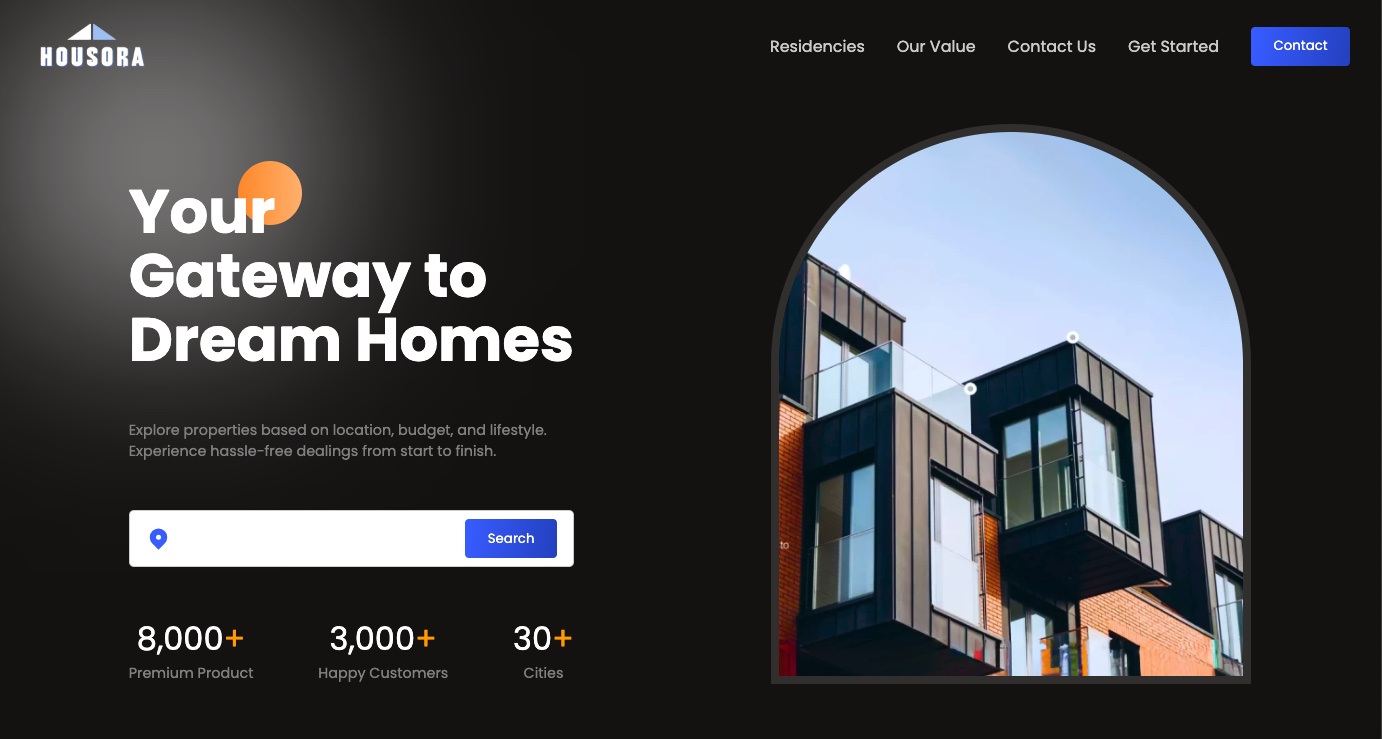 HOUSORA
Residencies
Our Value
Contact Us
Get Started
Contact
Your
Gateway to
Dream Homes
Explore properties based on location, budget, and lifestyle.
Experience hassle-free dealings from start to finish.
Search
8,000+
3,000+
30+
Premium Product
Happy Customers
Cities
to